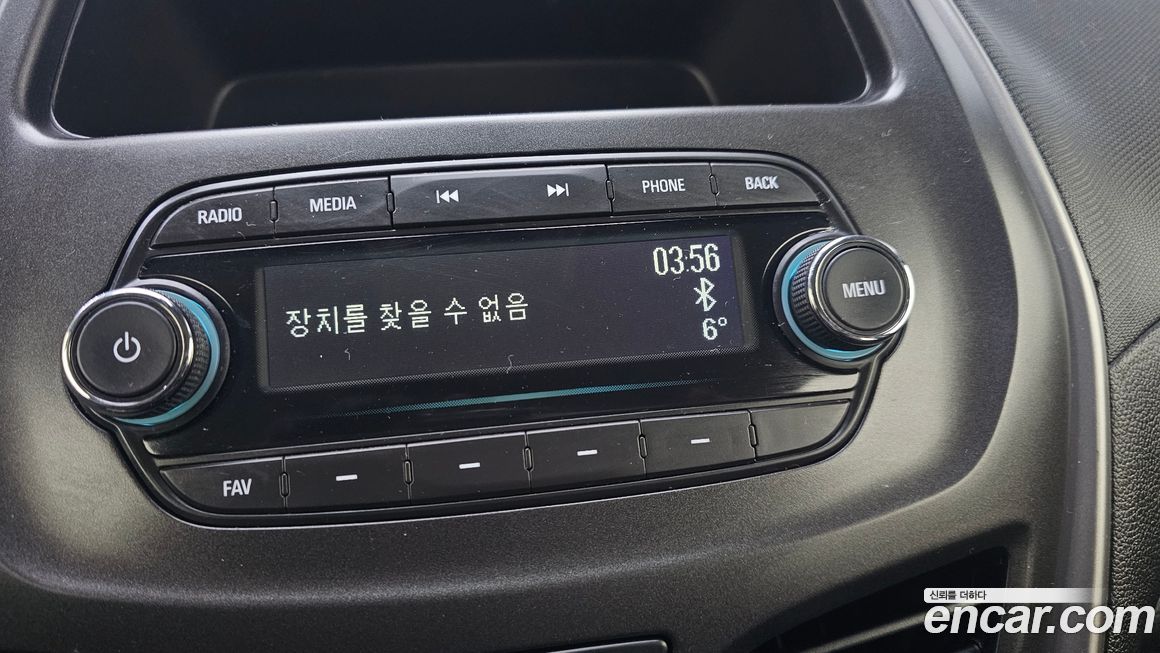 RADIO
MEDIA
PHONE
BACK
03:56
장치를 찾을 수 없음
6°
MENU
FAV
신뢰를 더하다
encar.com